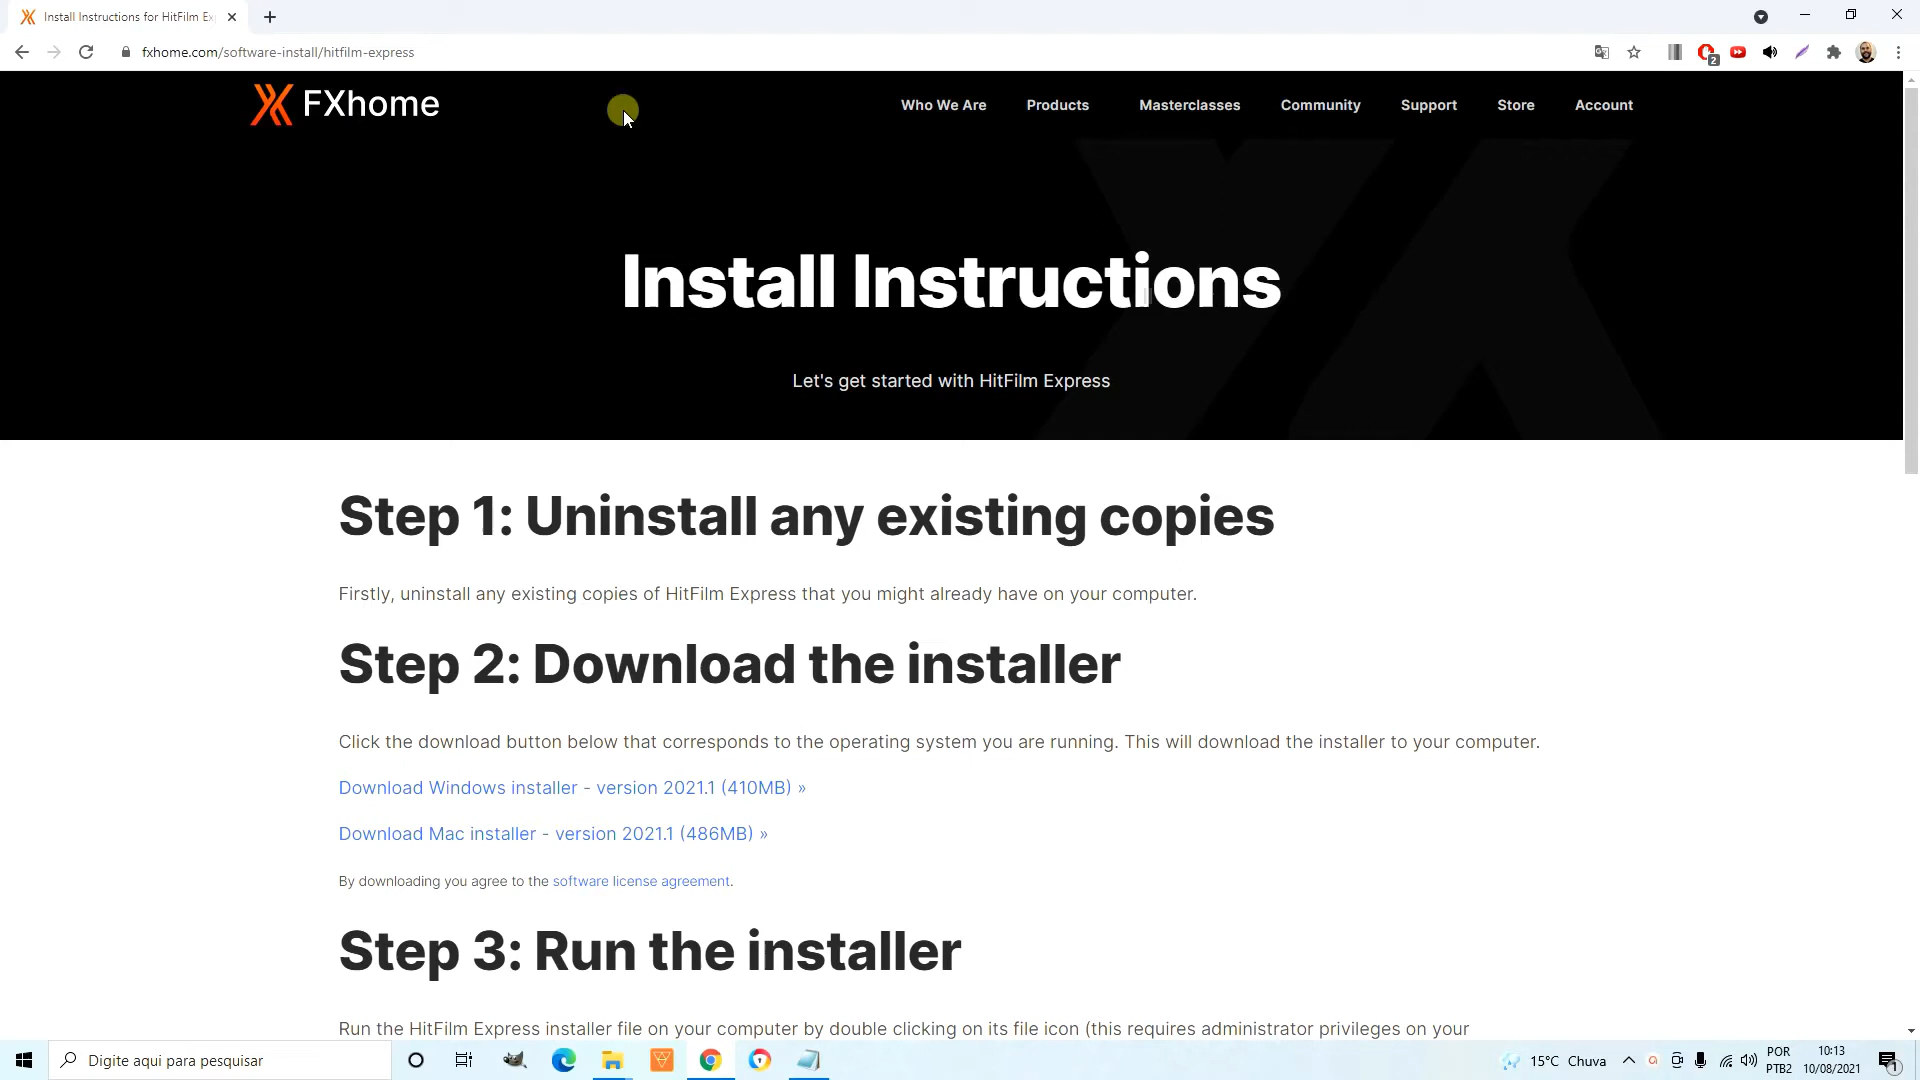 Install Instructions for HitFilm Ex
fxhome.com/software-install/hitfilm-express
2
FXhome
Who We Are
Products
Masterclasses
Community
Support
Store
Account
Install Instructions
Let's get started with HitFilm Express
Step 1: Uninstall any existing copies
Firstly, uninstall any existing copies of HitFilm Express that you might already have on your computer.
Step 2: Download the installer
Click the download button below that corresponds to the operating system you are running. This will download the installer to your computer.
Download Windows installer - version 2021.1 (410MB) »
Download Mac installer - version 2021.1 (486MB) »
By downloading you agree to the software license agreement.
Step 3: Run the installer
Run the HitFilm Express installer file on your computer by double clicking on its file icon (this requires administrator privileges on your
Digite aqui para pesquisar
15°C Chuva
POR
PTB2
10:13
10/08/2021
1